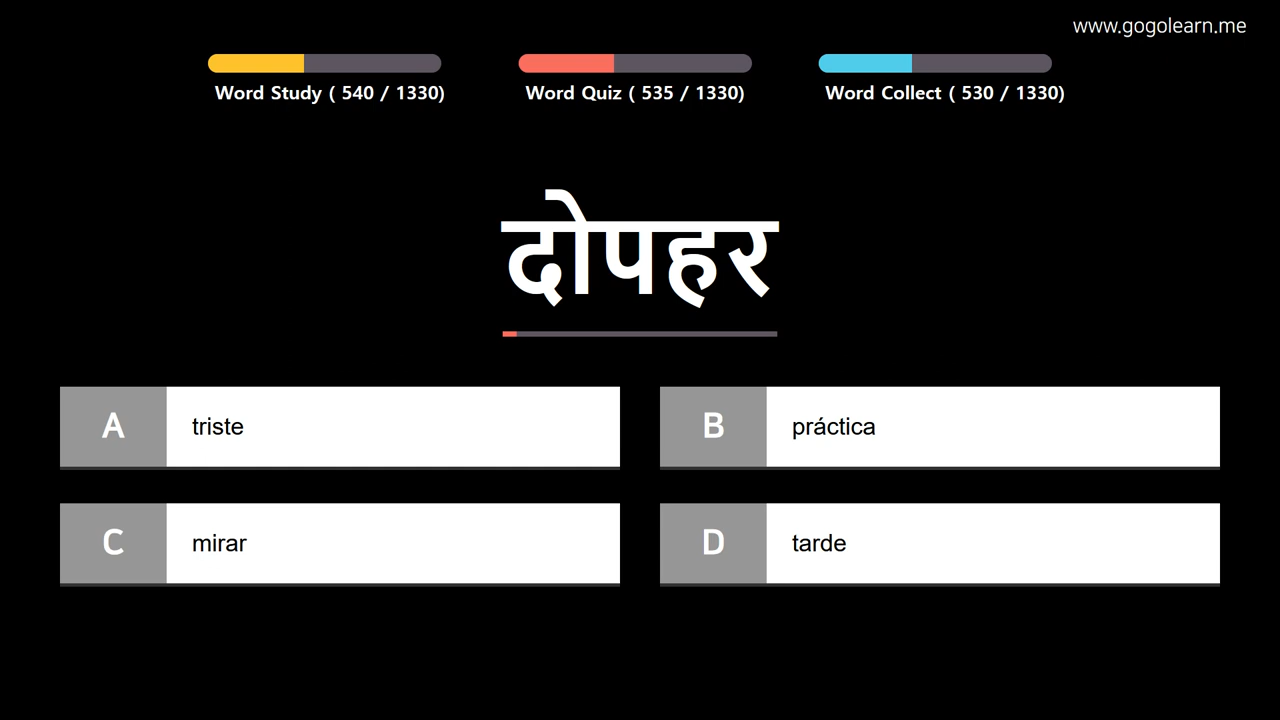 www.gogolearn.me
Word Study ( 540 / 1330)
Word Quiz ( 535 / 1330)
Word Collect ( 530 / 1330)
दोपहर
A triste
B práctica
C mirar
D tarde